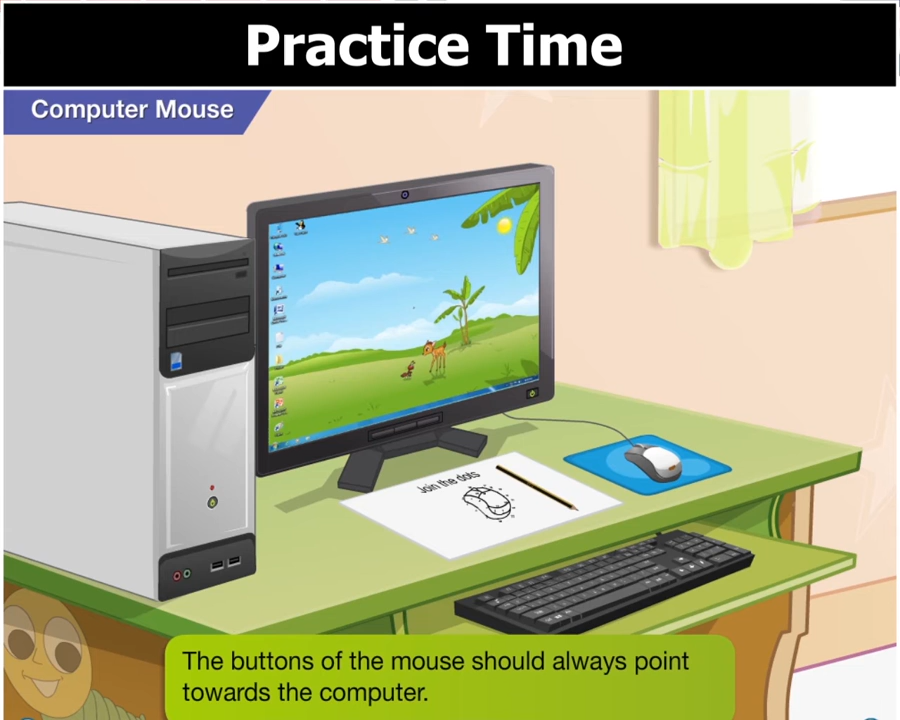 Practice Time
Computer Mouse
Join the dots
The buttons of the mouse should always point
towards the computer.